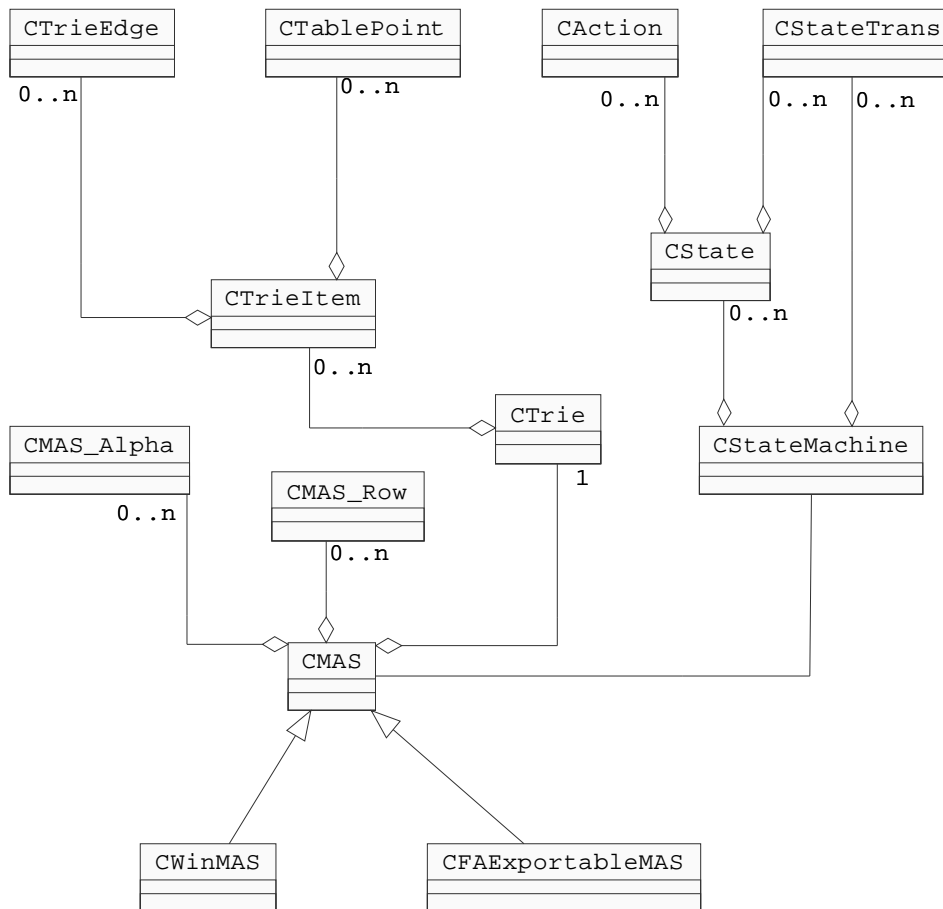 CTrieEdge
CTablePoint
CAction
CStateTrans
0..n
0..n
0..n
0..n
0..n
CState
CTrieItem
0..n
0..n
CTrie
CMAS_Alpha
CStateMachine
1
CMAS_Row
0..n
0..n
CMAS
CWinMAS
CFAExportableMAS